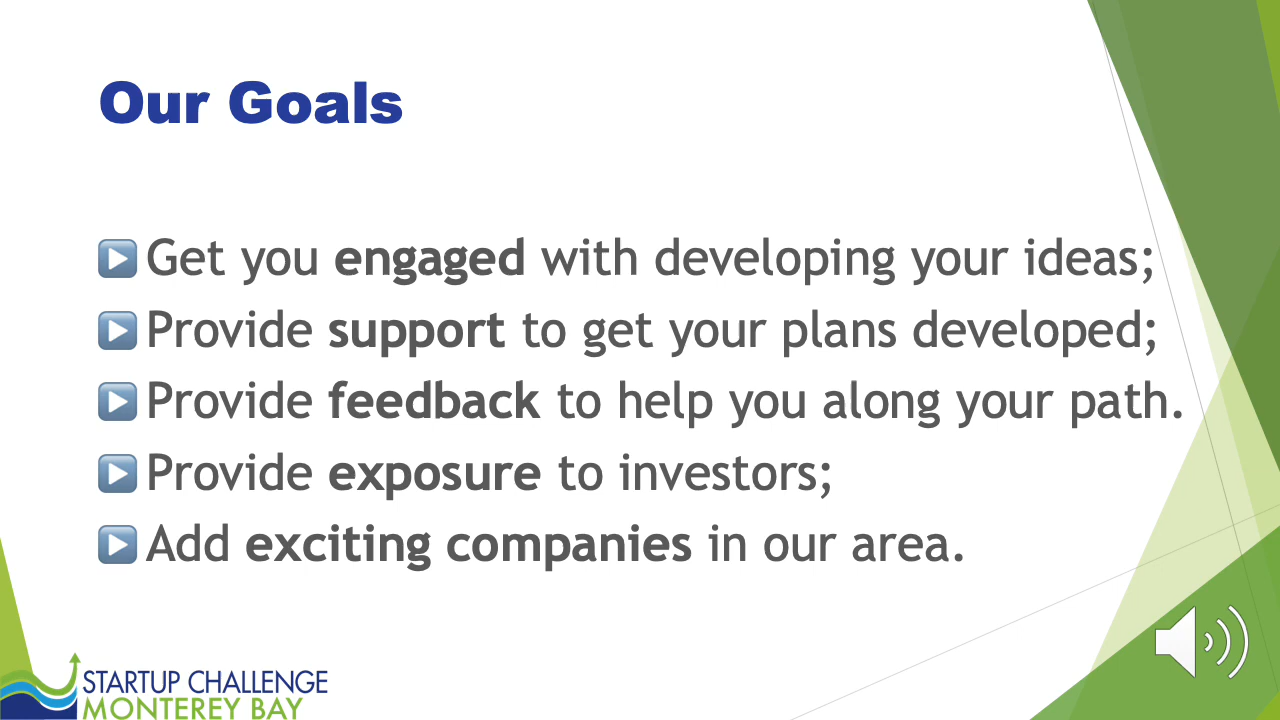 Our Goals
Get you engaged with developing your ideas;
Provide support to get your plans developed;
Provide feedback to help you along your path.
Provide exposure to investors;
Add exciting companies in our area.
STARTUP CHALLENGE
MONTEREY BAY